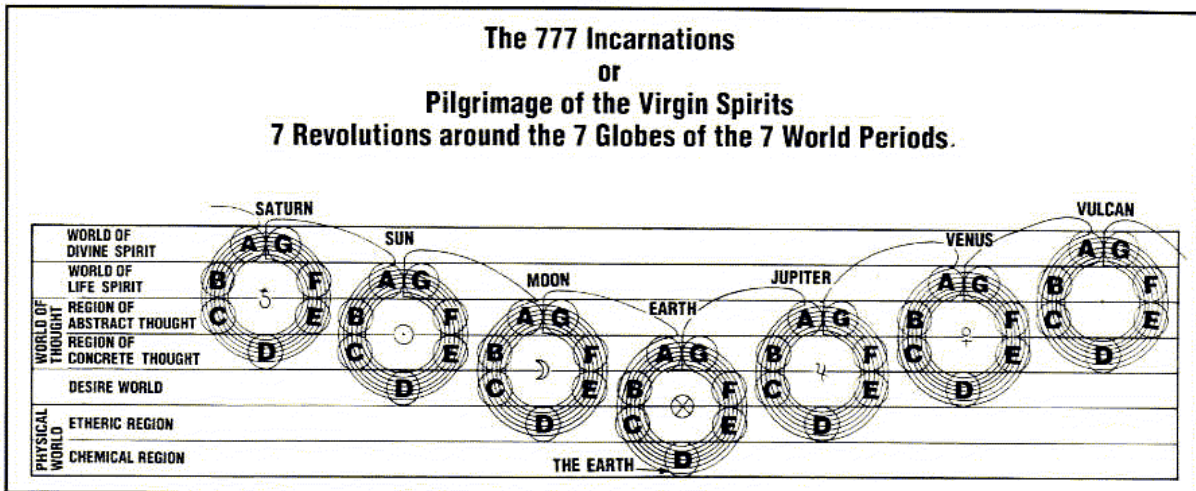 The 777 Incarnations
or
Pilgrimage of the Virgin Spirits
7 Revolutions around the 7 Globes of the 7 World Periods.
SATURN
SUN
MOON
EARTH
JUPITER
VENUS
VULCAN
WORLD OF
DIVINE SPIRIT
WORLD OF
LIFE SPIRIT
WORLD OF
THOUGHT
REGION OF
ABSTRACT THOUGHT
REGION OF
CONCRETE THOUGHT
DESIRE WORLD
PHYSICAL
WORLD
ETHERIC REGION
CHEMICAL REGION
THE EARTH
A G
B F
C E
D
A G
B F
C E
D
A G
B F
C E
D
A G
B F
C E
D
A G
B F
C E
D
A G
B F
C E
D
A G
B F
C E
D